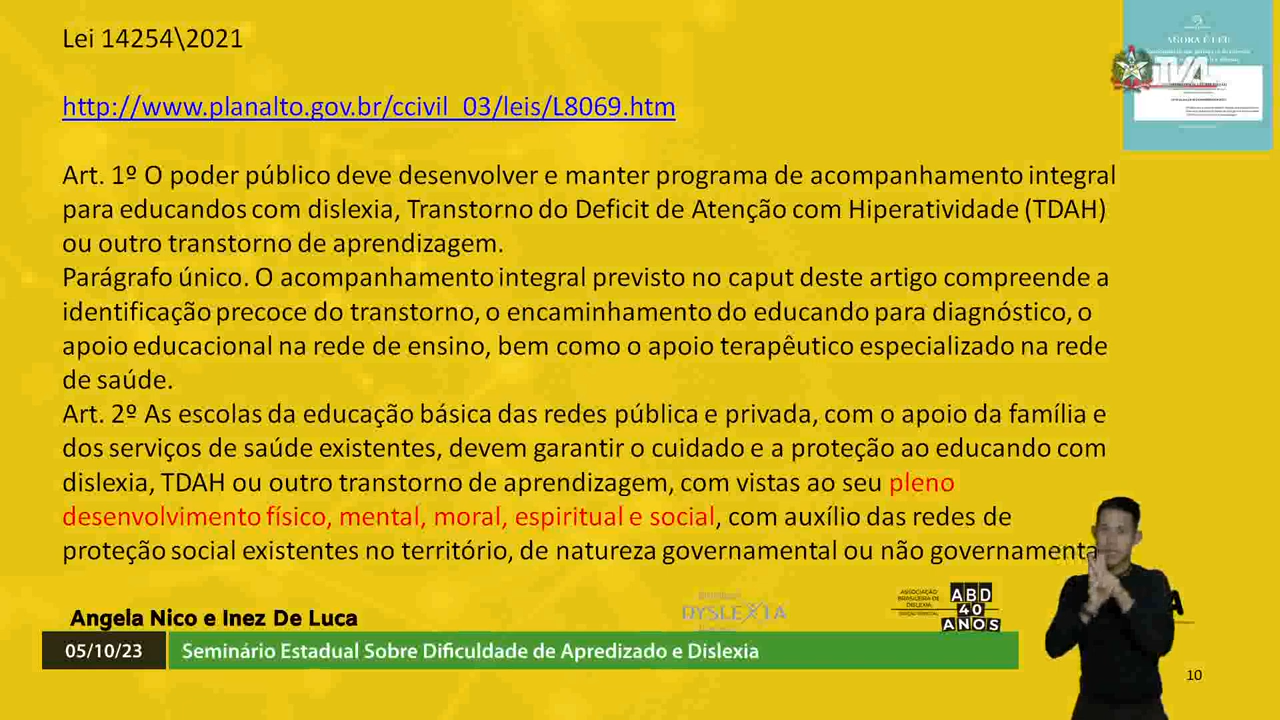 Lei 14254\2021
AGORA É LEI!
TVAL
http://www.planalto.gov.br/ccivil_03/leis/L8069.htm
Art. 1º O poder público deve desenvolver e manter programa de acompanhamento integral
para educandos com dislexia, Transtorno do Deficit de Atenção com Hiperatividade (TDAH)
ou outro transtorno de aprendizagem.
Parágrafo único. O acompanhamento integral previsto no caput deste artigo compreende a
identificação precoce do transtorno, o encaminhamento do educando para diagnóstico, o
apoio educacional na rede de ensino, bem como o apoio terapêutico especializado na rede
de saúde.
Art. 2º As escolas da educação básica das redes pública e privada, com o apoio da família e
dos serviços de saúde existentes, devem garantir o cuidado e a proteção ao educando com
dislexia, TDAH ou outro transtorno de aprendizagem, com vistas ao seu pleno
desenvolvimento físico, mental, moral, espiritual e social, com auxílio das redes de
proteção social existentes no território, de natureza governamental ou não governamenta
DYSLEXIA
ASSOCIAÇÃO
BRASILEIRA DE
DISLEXIA
ABD
40
ANOS
Angela Nico e Inez De Luca
05/10/23
Seminário Estadual Sobre Dificuldade de Apredizado e Dislexia
10